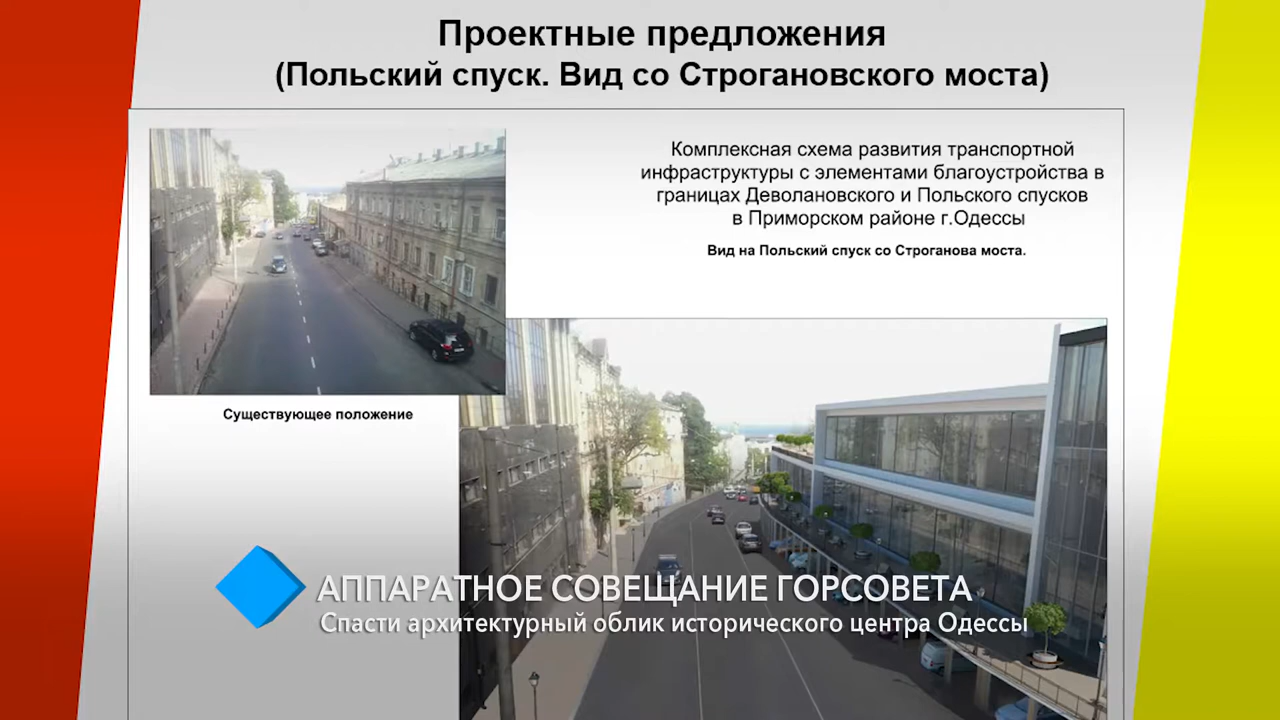 Проектные предложения
(Польский спуск. Вид со Строгановского моста)
Комплексная схема развития транспортной
инфраструктуры с элементами благоустройства в
границах Деволановского и Польского спусков
в Приморском районе г.Одессы
Вид на Польский спуск со Строганова моста.
Существующее положение
АППАРАТНОЕ СОВЕЩАНИЕ ГОРСОВЕТА
Спасти архитектурный облик исторического центра Одессы